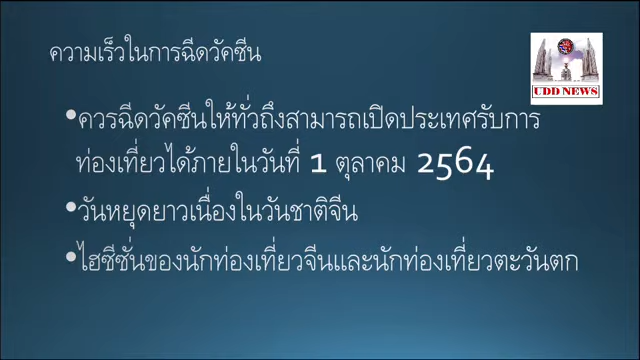 ความเร็วในการฉีดวัคซีน
UDD NEWS
•ควรฉีดวัคซีนให้ทั่วถึงสามารถเปิดประเทศรับการ
ท่องเที่ยวได้ภายในวันที่ 1 ตุลาคม 2564
•วันหยุดยาวเนื่องในวันชาติจีน
•ไฮซีซั่นของนักท่องเที่ยวจีนและนักท่องเที่ยวตะวันตก